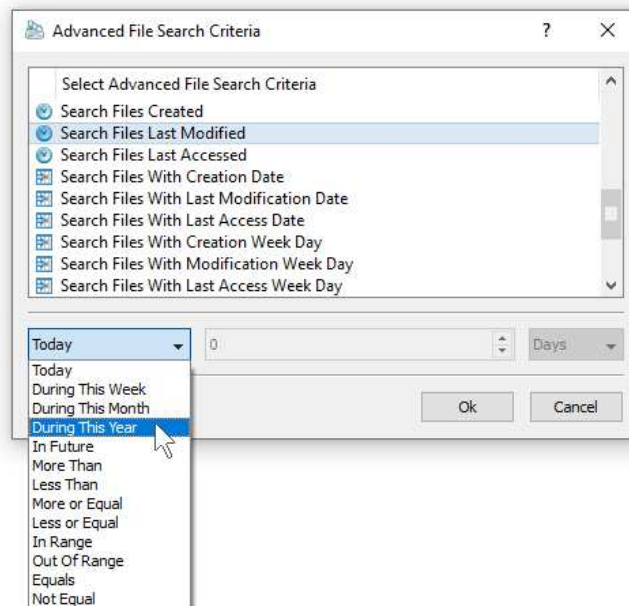 Advanced File Search Criteria
Select Advanced File Search Criteria
Search Files Created
Search Files Last Modified
Search Files Last Accessed
Search Files With Creation Date
Search Files With Last Modification Date
Search Files With Last Access Date
Search Files With Creation Week Day
Search Files With Modification Week Day
Search Files With Last Access Week Day
Today 0 Days
Today
During This Week
During This Month
During This Year
Ok Cancel
In Future
More Than
Less Than
More or Equal
Less or Equal
In Range
Out Of Range
Equals
Not Equal